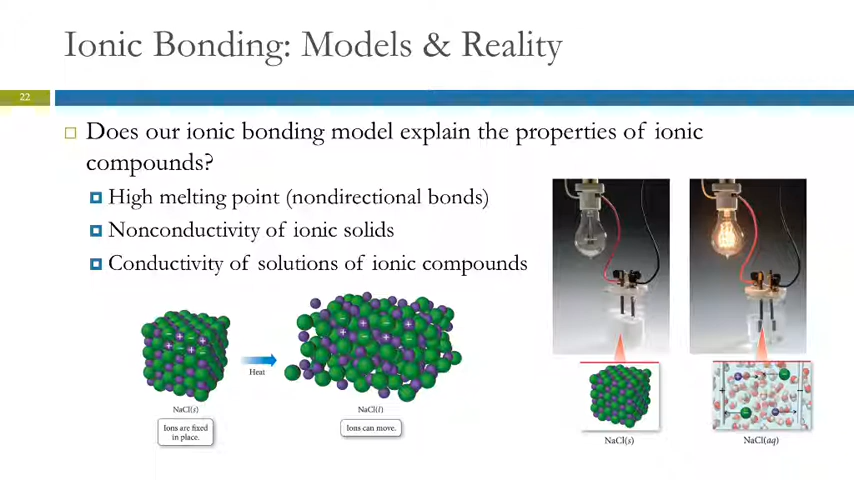 Ionic Bonding: Models & Reality
22
Does our ionic bonding model explain the properties of ionic
compounds?
High melting point (nondirectional bonds)
Nonconductivity of ionic solids
Conductivity of solutions of ionic compounds
Heat
NaCl(s)
NaCl(l)
Ions are fixed
in place.
Ions can move.
NaCl(s)
NaCl(aq)